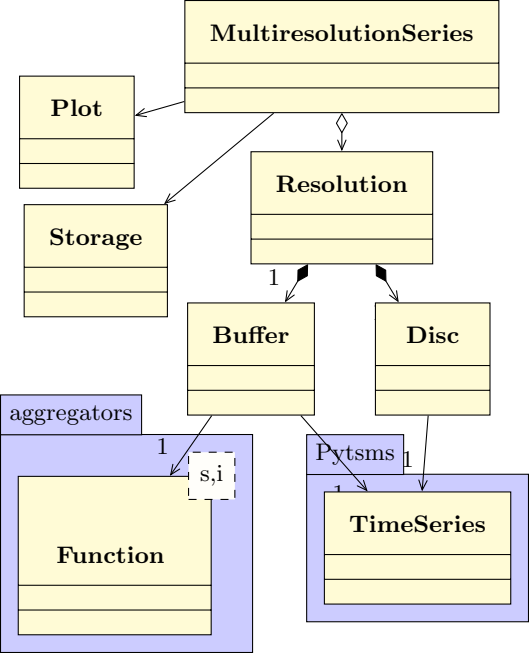 MultiresolutionSeries
Plot
Resolution
Storage
1
Buffer
Disc
aggregators
1
s,i
Pytsms
1
1
TimeSeries
Function